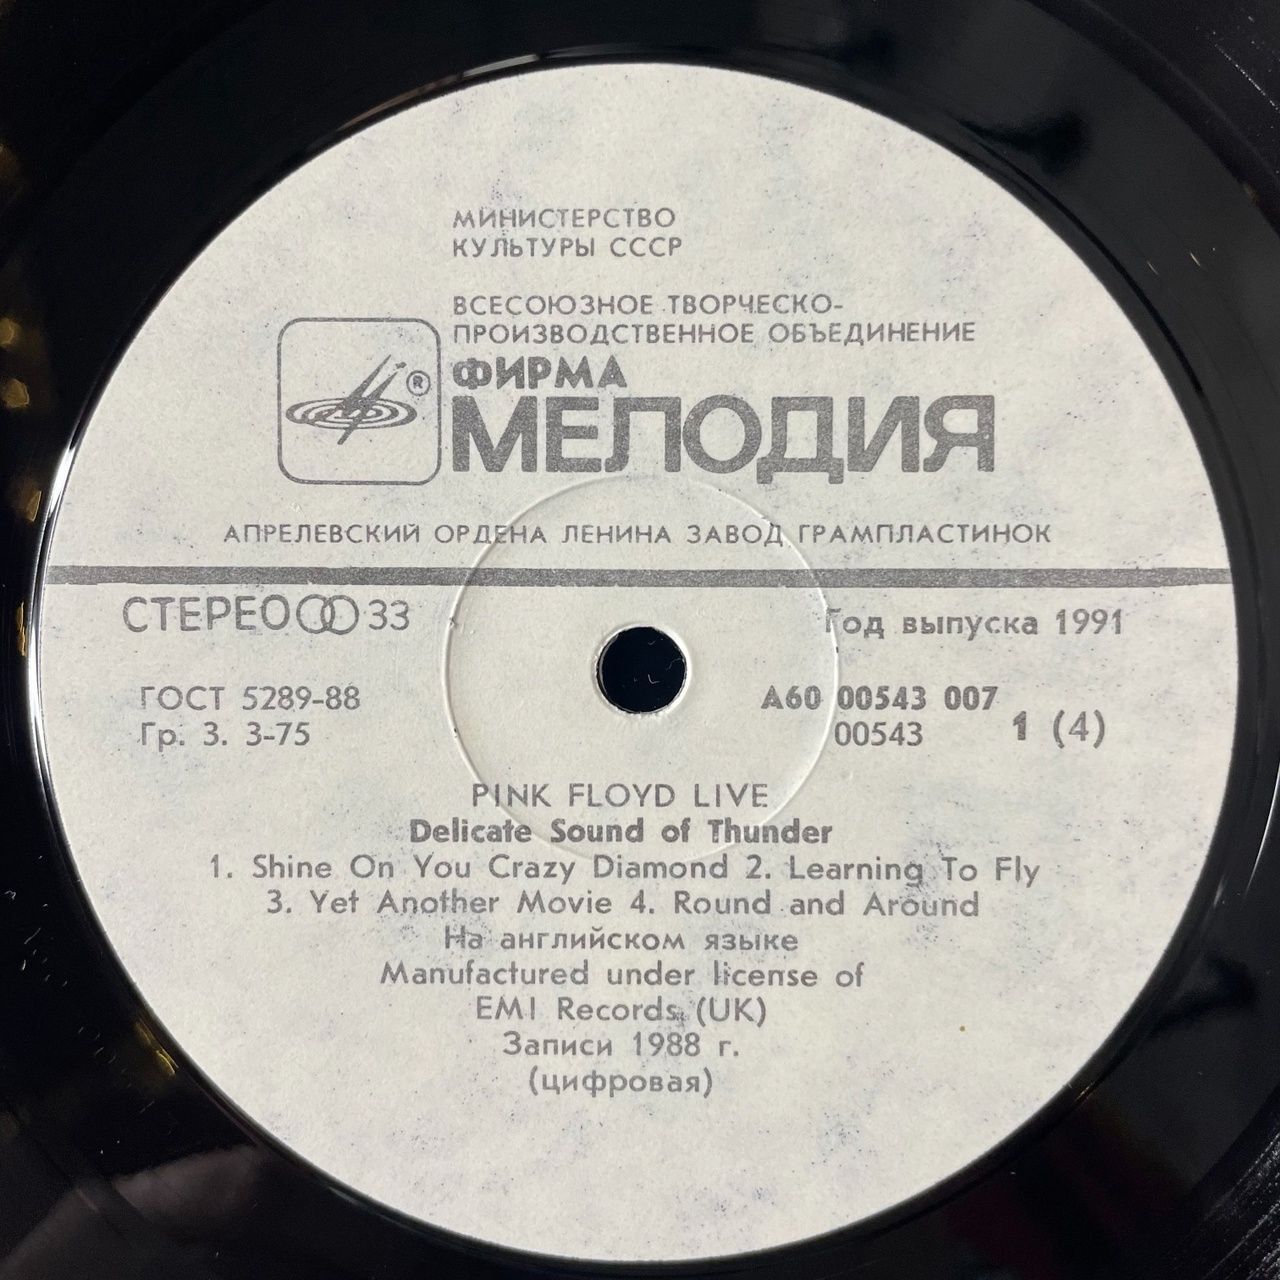 МИНИСТЕРСТВО
КУЛЬТУРЫ СССР
ВСЕСОЮЗНОЕ ТВОРЧЕСКО-
ПРОИЗВОДСТВЕННОЕ ОБЪЕДИНЕНИЕ
ФИРМА
®
МЕЛОДИЯ
АПРЕЛЕВСКИЙ ОРДЕНА ЛЕНИНА ЗАВОД ГРАМПЛАСТИНОК
СТЕРЕО 33
Год выпуска 1991
ГОСТ 5289-88
А60 00543 007
Гр. 3. 3-75
00543
1 (4)
PINK FLOYD LIVE
Delicate Sound of Thunder
1. Shine On You Crazy Diamond 2. Learning To Fly
3. Yet Another Movie 4. Round and Around
На английском языке
Manufactured under license of
EMI Records (UK)
Записи 1988 г.
(цифровая)